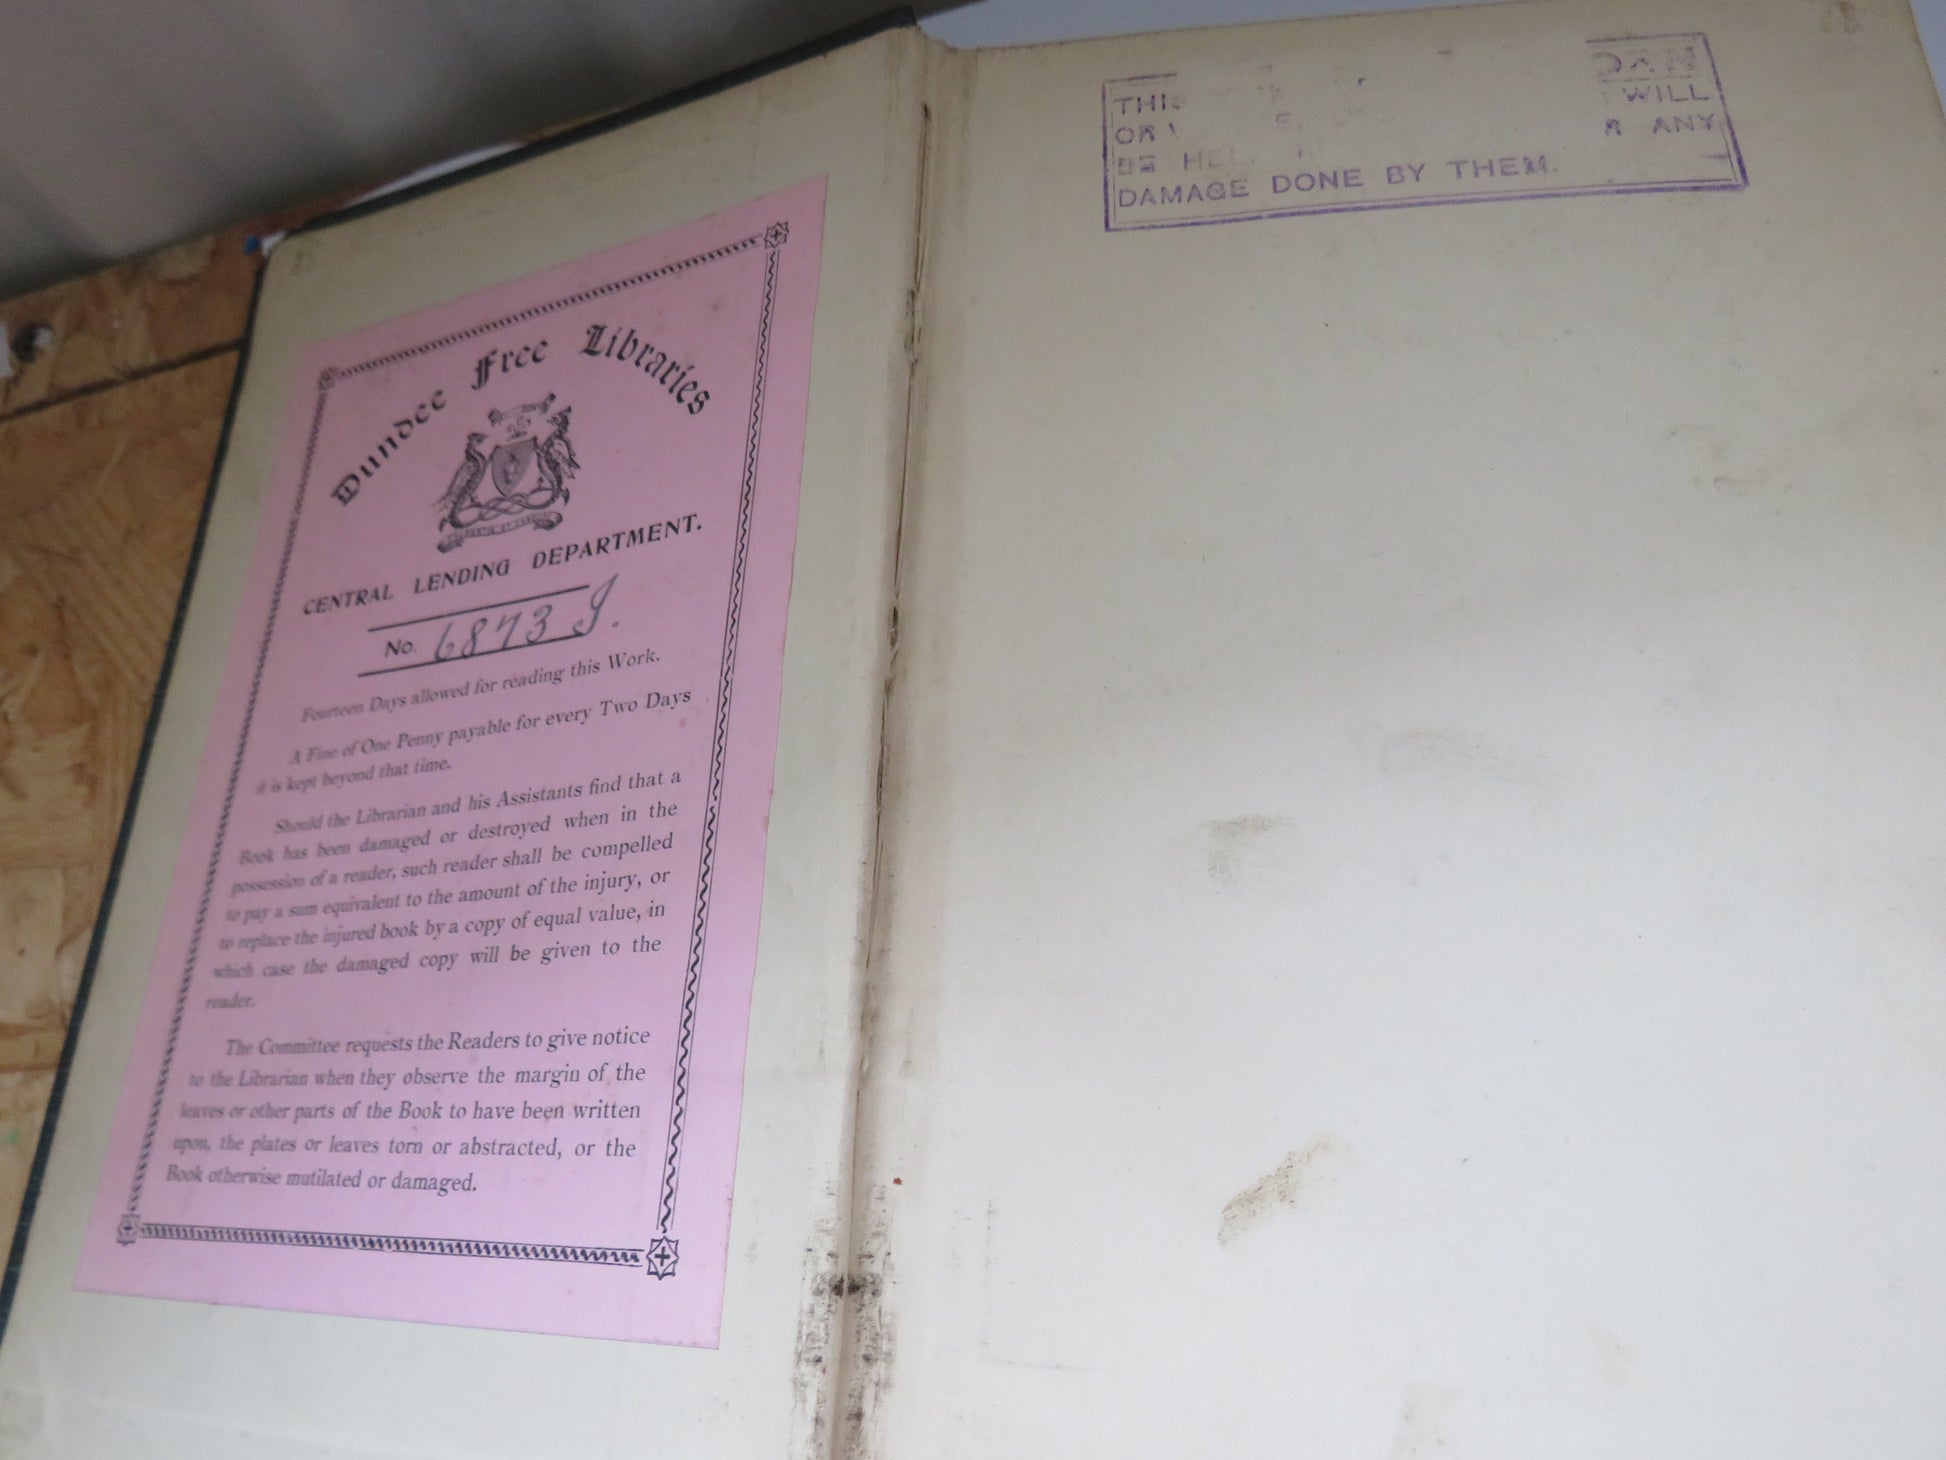 Dundee Free Libraries
CENTRAL LENDING DEPARTMENT.
No. 6873 J.
Fourteen Days allowed for reading this Work.
A Fine of One Penny payable for every Two Days
it is kept beyond that time.
Should the Librarian and his Assistants find that a
Book has been damaged or destroyed when in the
possession of a reader, such reader shall be compelled
to pay a sum equivalent to the amount of the injury, or
to replace the injured book by a copy of equal value, in
which case the damaged copy will be given to the
reader.
The Committee requests the Readers to give notice
to the Librarian when they observe the margin of the
leaves or other parts of the Book to have been written
upon, the plates or leaves torn or abstracted, or the
Book otherwise mutilated or damaged.
THIS
OR WILL
BE ANY
DAMAGE DONE BY THEM.